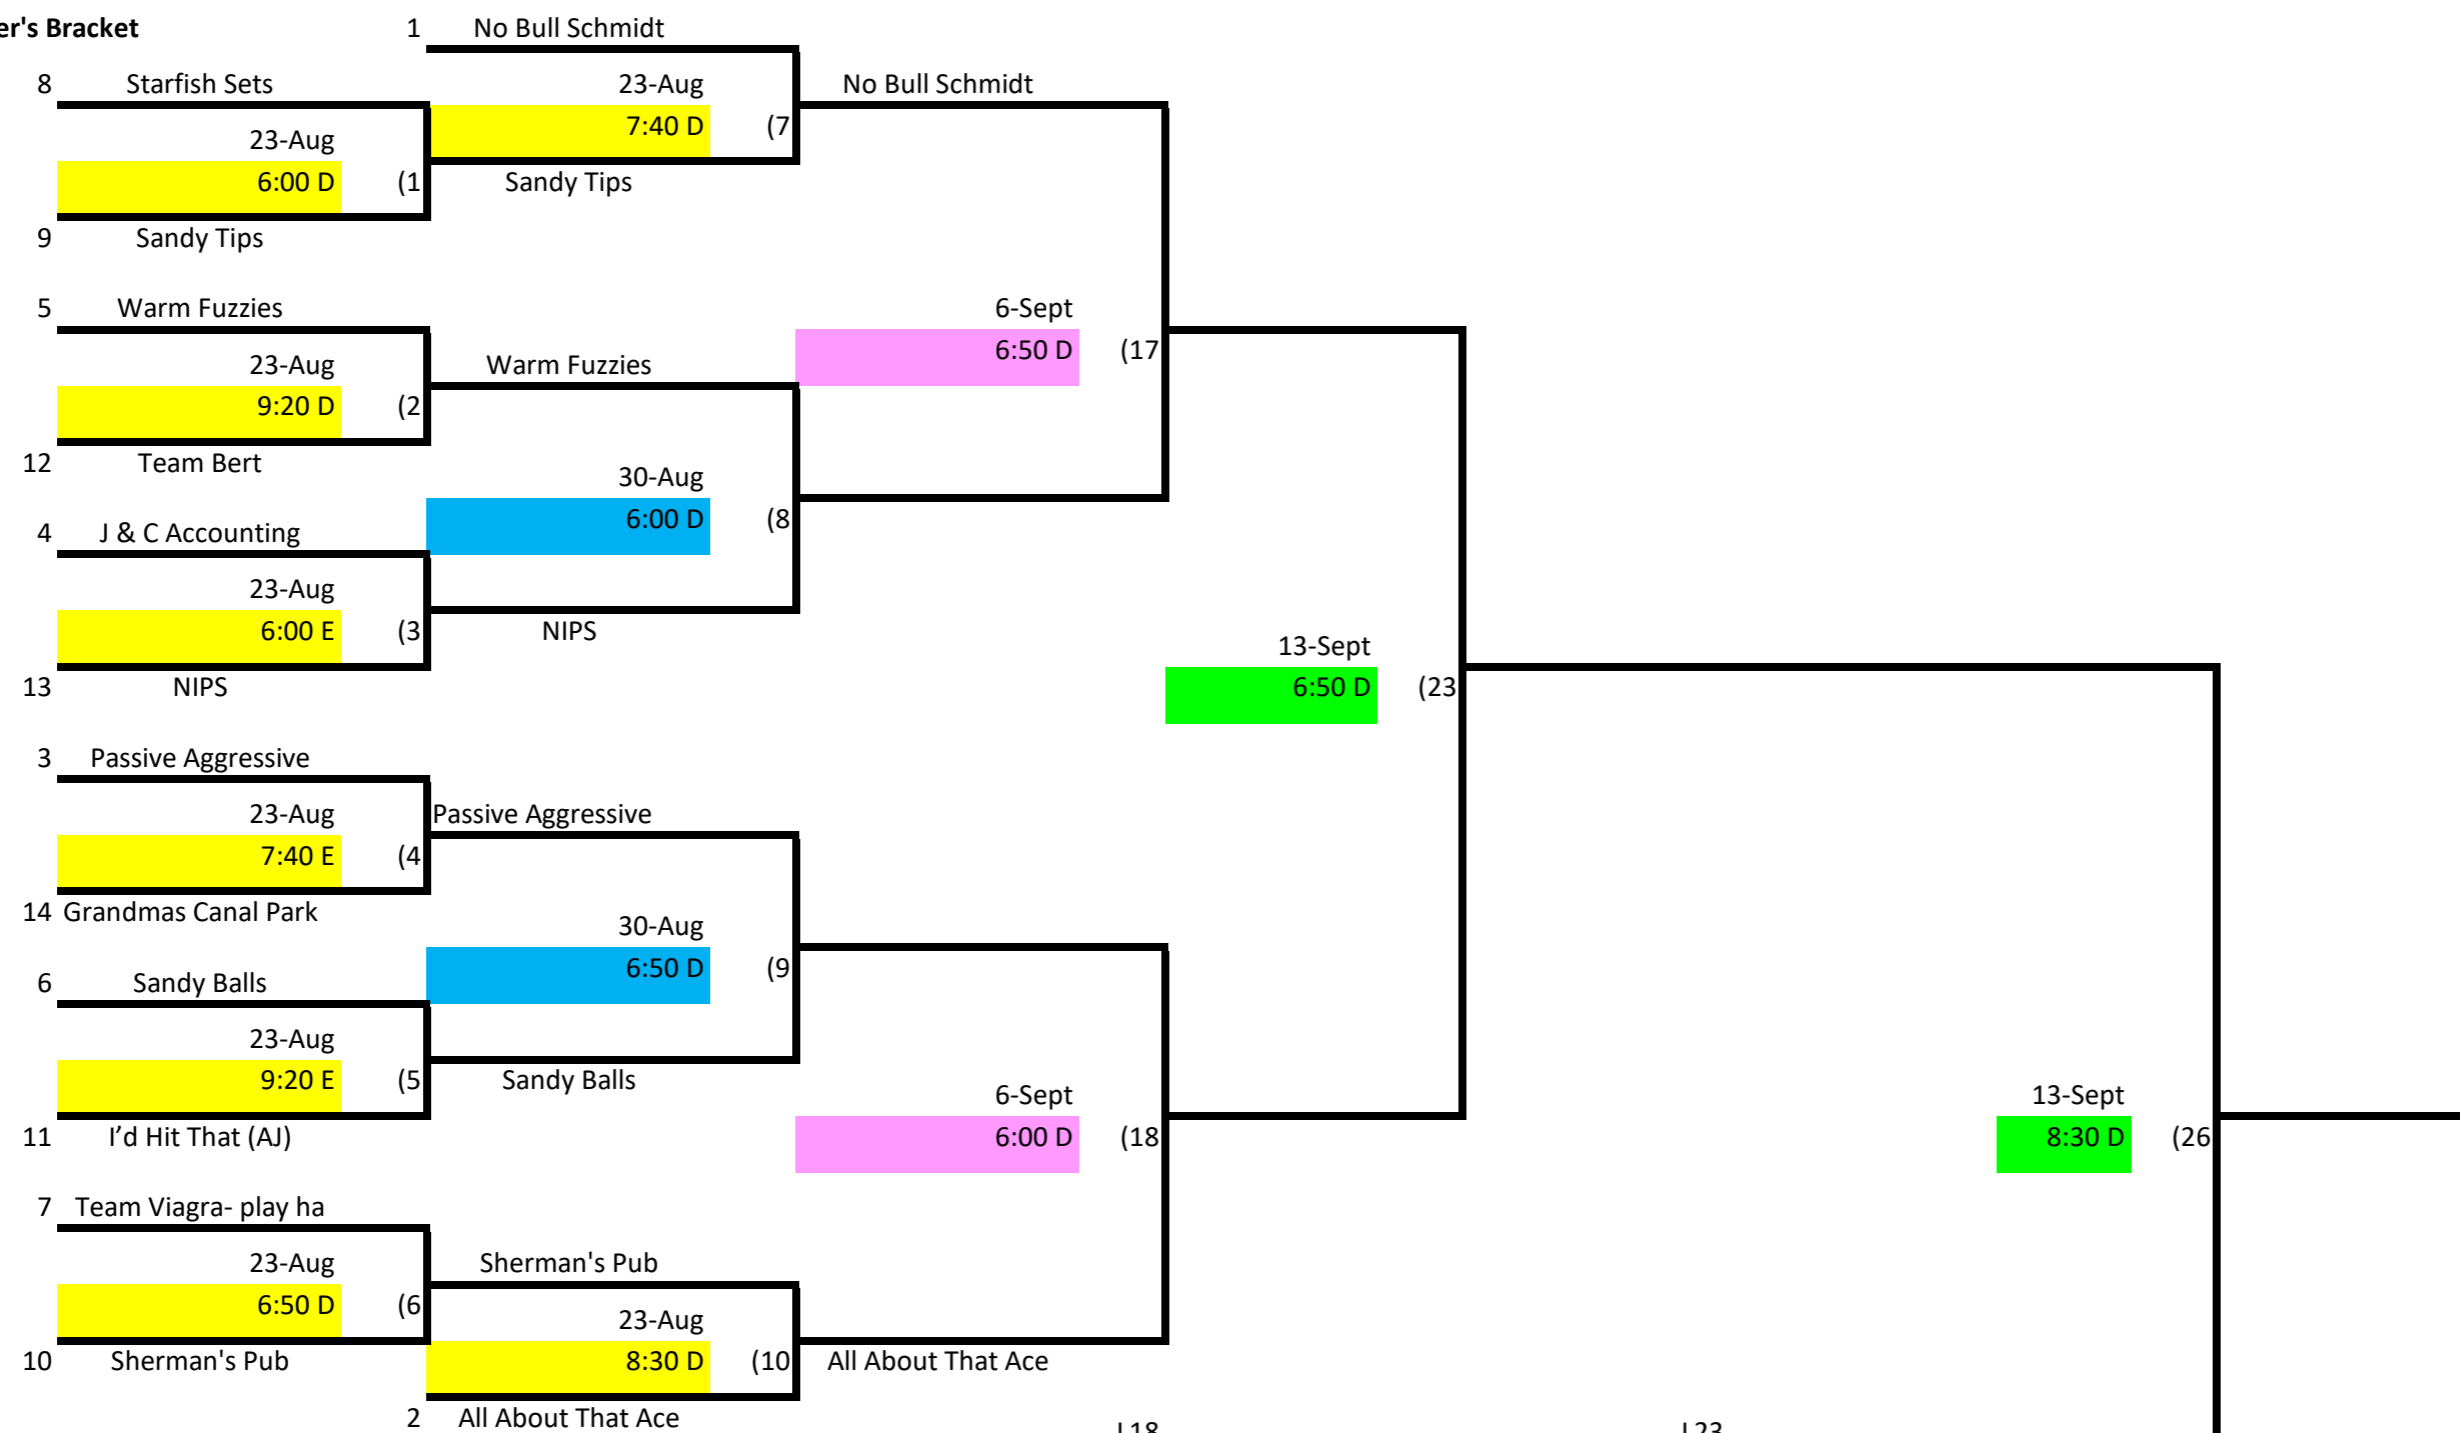 er's Bracket
1 No Bull Schmidt
8 Starfish Sets 23-Aug No Bull Schmidt
7:40 D (7
23-Aug
6:00 D (1 Sandy Tips
9 Sandy Tips
5 Warm Fuzzies 6-Sept
6:50 D (17
23-Aug Warm Fuzzies
9:20 D (2
12 Team Bert
30-Aug
6:00 D (8
4 J & C Accounting
23-Aug
6:00 E (3 NIPS
13-Sept
13 NIPS 6:50 D (23
3 Passive Aggressive
23-Aug Passive Aggressive
7:40 E (4
14 Grandmas Canal Park
30-Aug
6:50 D (9
6 Sandy Balls
23-Aug
9:20 E (5 Sandy Balls
6-Sept 13-Sept
11 I'd Hit That (AJ) 6:00 D (18 8:30 D (26
7 Team Viagra- play ha
23-Aug Sherman's Pub
6:50 D (6
23-Aug
10 Sherman's Pub 8:30 D (10 All About That Ace
2 All About That Ace
L18 L23